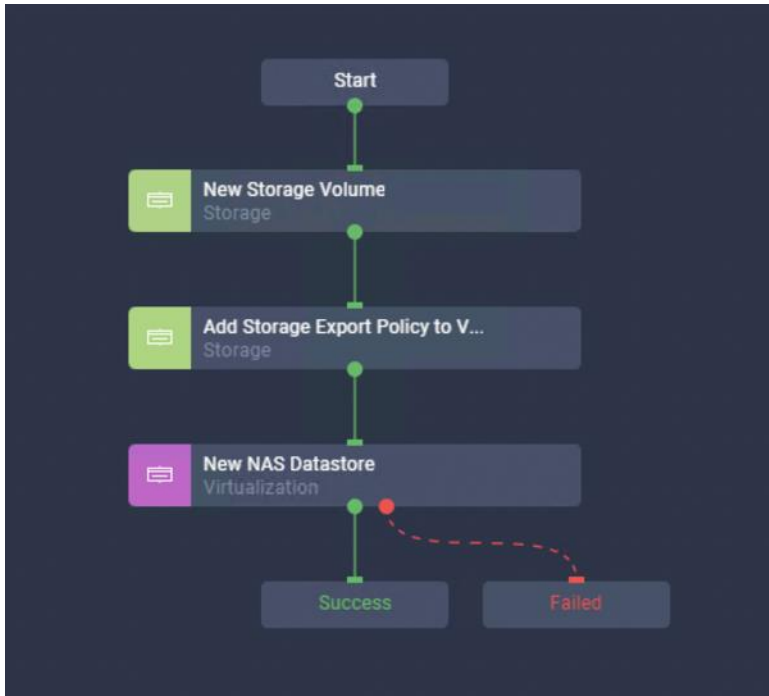 Start
New Storage Volume
Storage
Add Storage Export Policy to V...
Storage
New NAS Datastore
Virtualization
Success
Failed